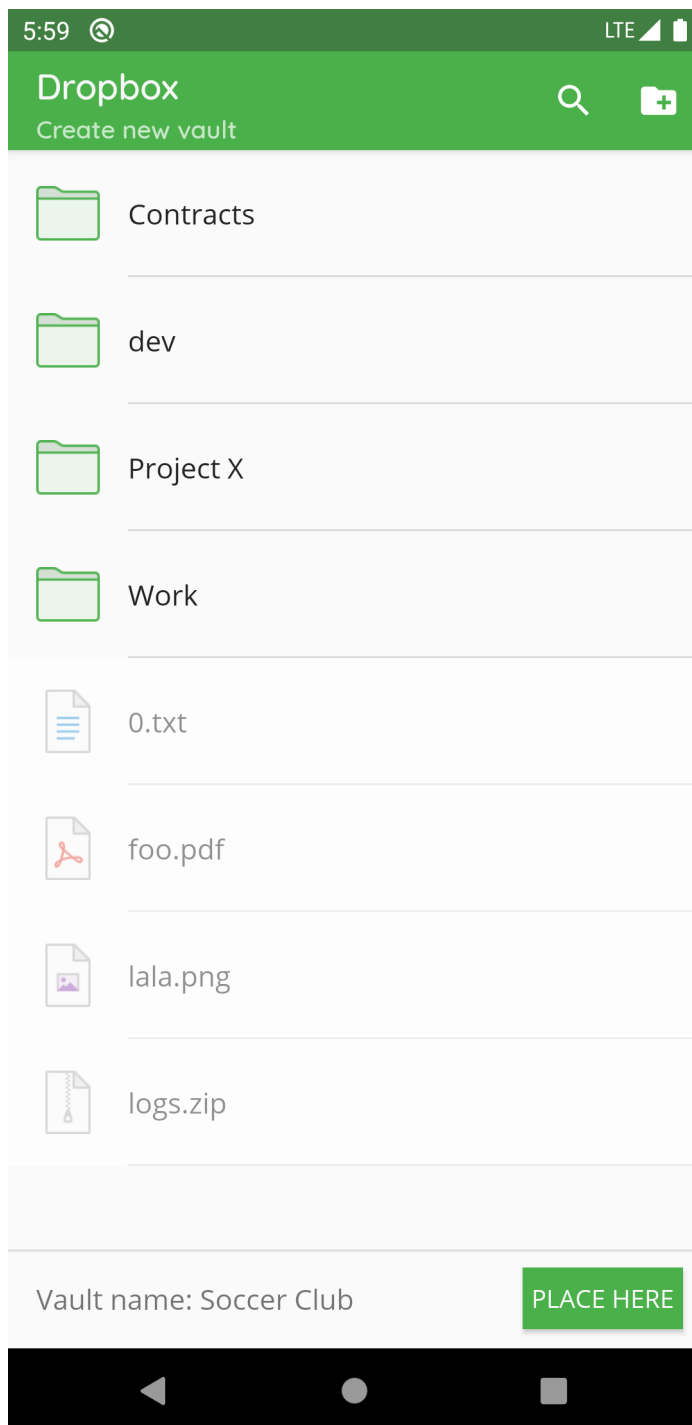 5:59 LTE
Dropbox
Create new vault
Contracts
dev
Project X
Work
0.txt
foo.pdf
lala.png
logs.zip
Vault name: Soccer Club PLACE HERE